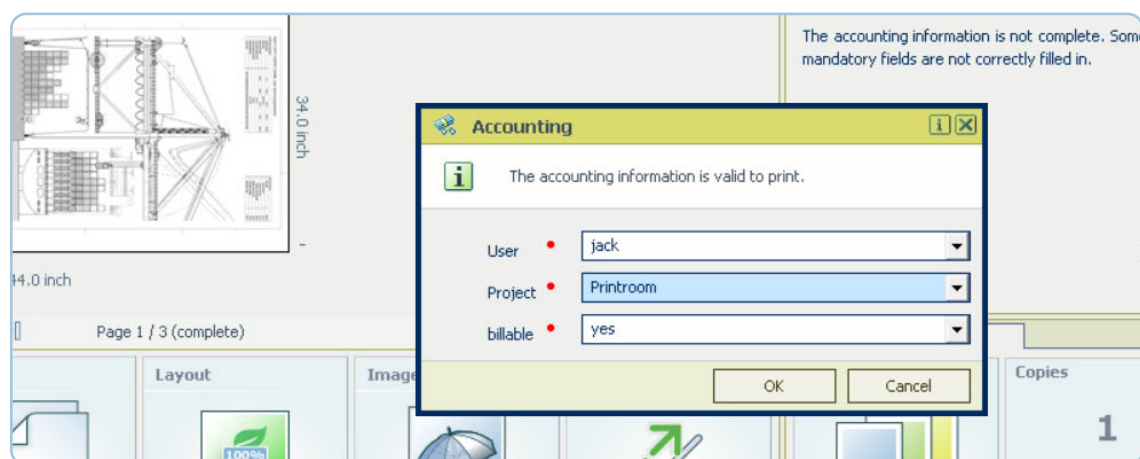 The accounting information is not complete. Some
mandatory fields are not correctly filled in.
34.0 inch
44.0 inch
Accounting
The accounting information is valid to print.
User jack
Project Printroom
billable yes
OK Cancel
Page 1 / 3 (complete)
Layout
Image
Copies
100%
1